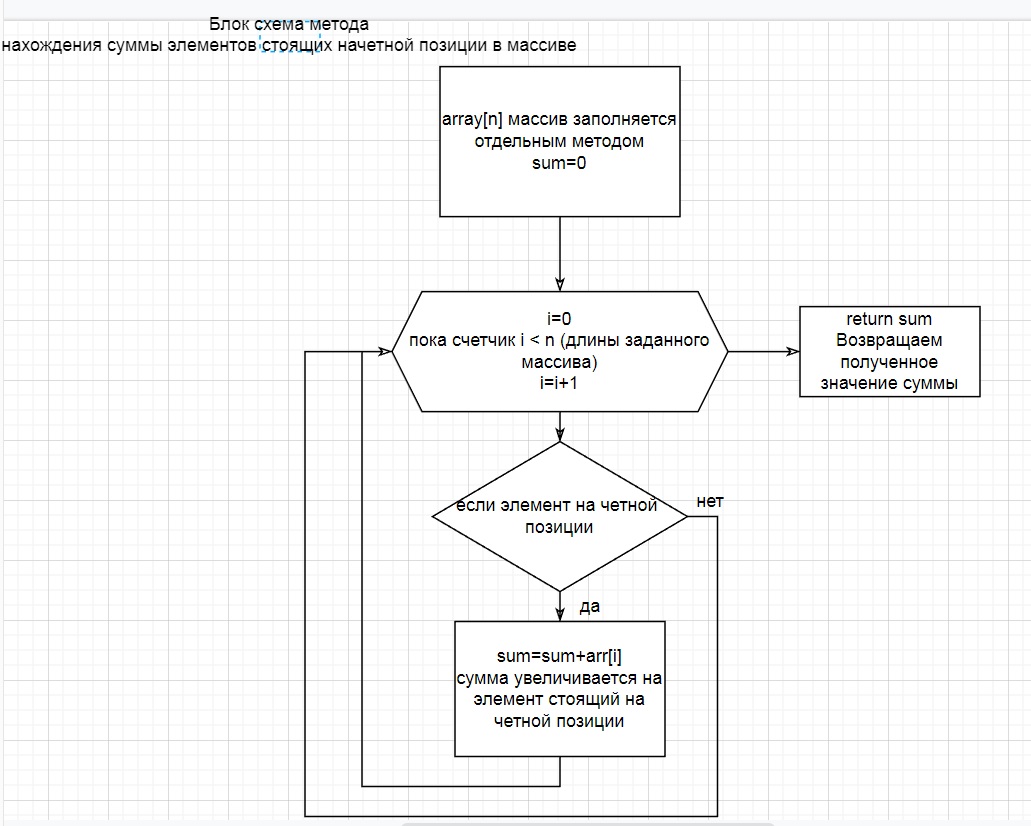 Блок схема метода
нахождения суммы элементов стоящих начетной позиции в массиве
array[n] массив заполняется
отдельным методом
sum=0
i=0
пока счетчик i < n (длины заданного
массива)
i=i+1
return sum
Возвращаем
полученное
значение суммы
если элемент на четной
позиции
нет
да
sum=sum+arr[i]
сумма увеличивается на
элемент стоящий на
четной позиции